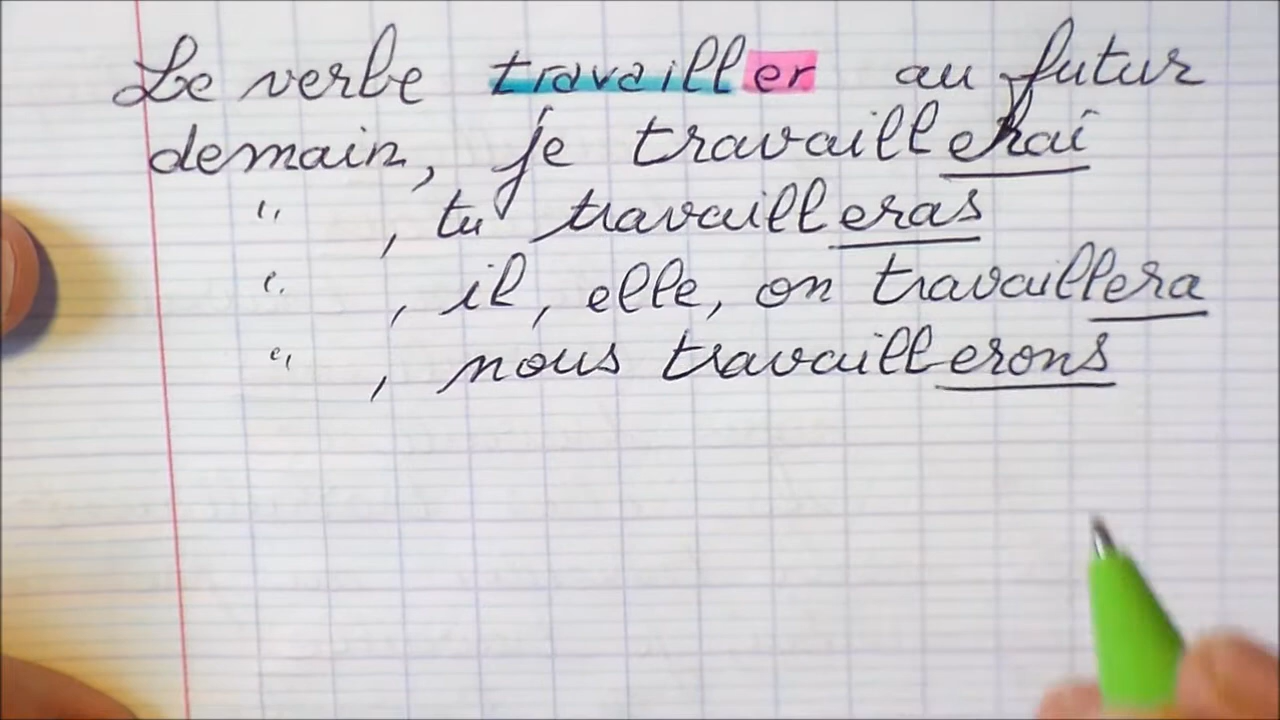 Le verbe travailler au futur
demain, je travaillerai
" , tu travailleras
" , il, elle, on travaillera
" , nous travaillerons